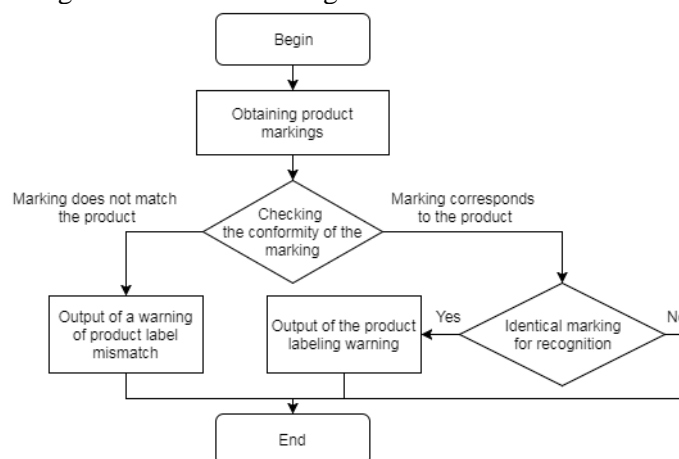 Begin
Obtaining product
markings
Marking does not match
the product
Marking corresponds
to the product
Checking
the conformity of the
marking
Output of a warning
of product label
mismatch
Output of the product
labeling warning
Yes
Identical marking
for recognition
No
End